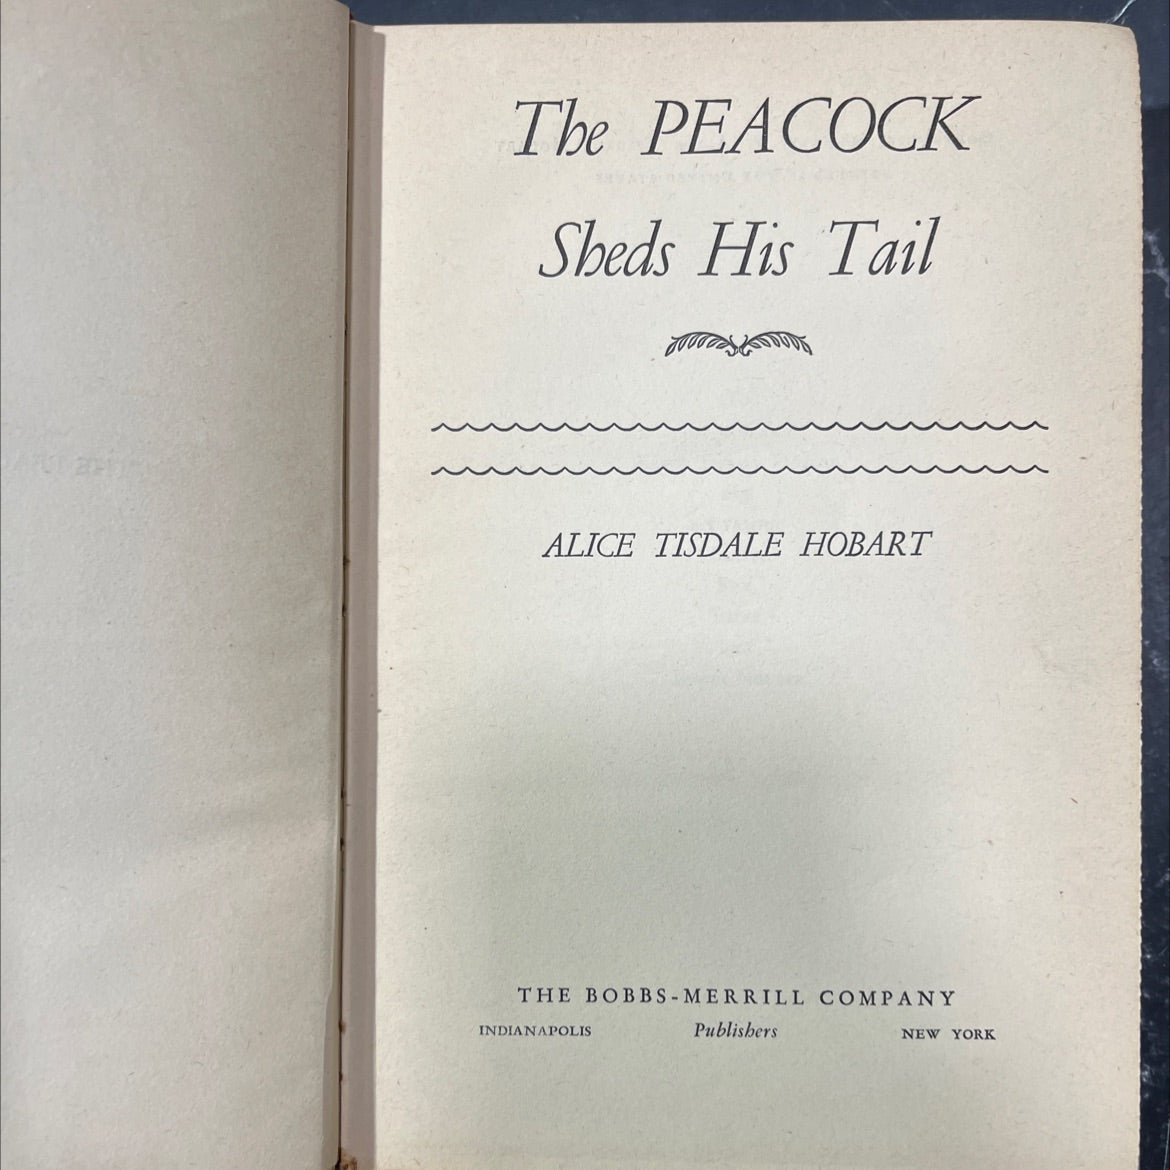 The PEACOCK
Sheds His Tail
ALICE TISDALE HOBART
THE BOBBS-MERRILL COMPANY
INDIANAPOLIS Publishers NEW YORK